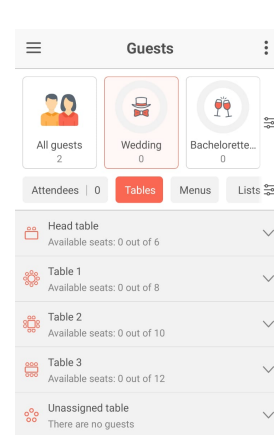 Guests
All guests
2
Wedding
0
Bachelorette...
0
Attendees | 0
Tables
Menus
Lists
Head table
Available seats: 0 out of 6
Table 1
Available seats: 0 out of 8
Table 2
Available seats: 0 out of 10
Table 3
Available seats: 0 out of 12
Unassigned table
There are no guests